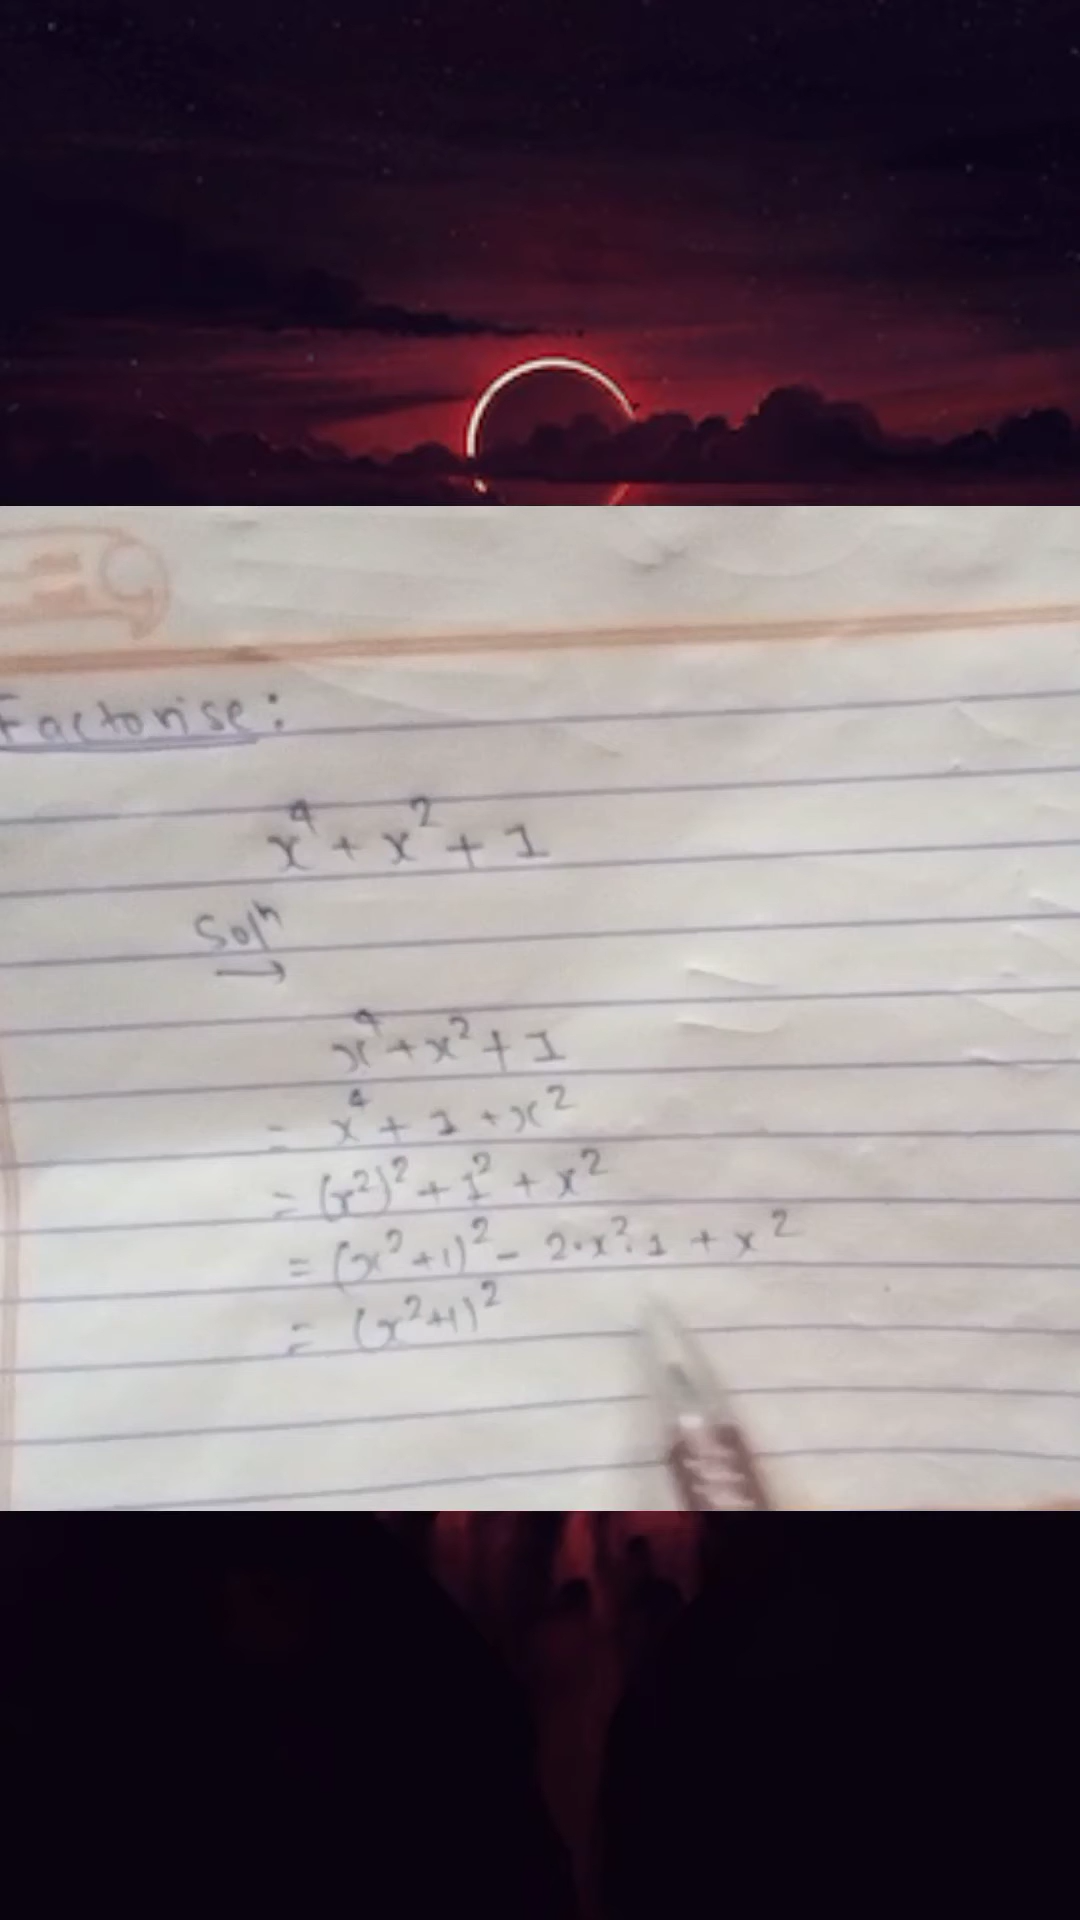 Factorise:
x⁴ + x² + 1
Solⁿ
x⁴ + x² + 1
= x⁴ + 1 + x²
= (x²)² + 1² + x²
= (x² + 1)² - 2·x²·1 + x²
= (x²+1)²